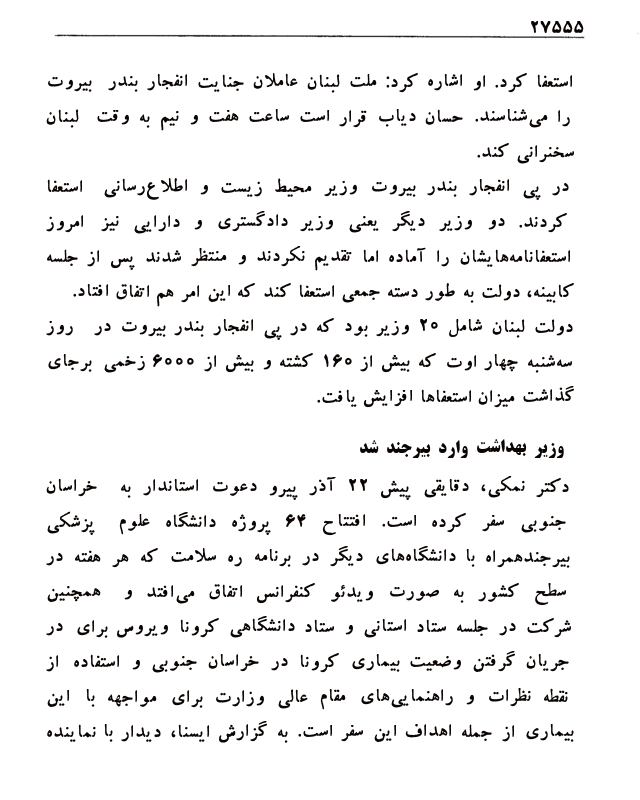 ۲۷۵۵۵
استعفا کرد. او اشاره کرد: ملت لبنان عاملان جنایت انفجار بندر بیروت
را می‌شناسند. حسان دیاب قرار است ساعت هفت و نیم به وقت لبنان
سخنرانی کند.
در پی انفجار بندر بیروت وزیر محیط زیست و اطلاع‌رسانی استعفا
کردند. دو وزیر دیگر یعنی وزیر دادگستری و دارایی نیز امروز
استعفانامه‌هایشان را آماده اما تقدیم نکردند و منتظر شدند پس از جلسه
کابینه، دولت به طور دسته جمعی استعفا کند که این امر هم اتفاق افتاد.
دولت لبنان شامل ۲۰ وزیر بود که در پی انفجار بندر بیروت در روز
سه‌شنبه چهار اوت که بیش از ۱۶۰ کشته و بیش از ۶۰۰۰ زخمی برجای
گذاشت میزان استعفاها افزایش یافت.
وزیر بهداشت وارد بیرجند شد
دکتر نمکی، دقایقی پیش ۲۲ آذر پیرو دعوت استاندار به خراسان
جنوبی سفر کرده است. افتتاح ۶۴ پروژه دانشگاه علوم پزشکی
بیرجندهمراه با دانشگاه‌های دیگر در برنامه ره سلامت که هر هفته در
سطح کشور به صورت ویدئو کنفرانس اتفاق می‌افتد و همچنین
شرکت در جلسه ستاد استانی و ستاد دانشگاهی کرونا ویروس برای در
جریان گرفتن وضعیت بیماری کرونا در خراسان جنوبی و استفاده از
نقطه نظرات و راهنمایی‌های مقام عالی وزارت برای مواجهه با این
بیماری از جمله اهداف این سفر است. به گزارش ایسنا، دیدار با نماینده